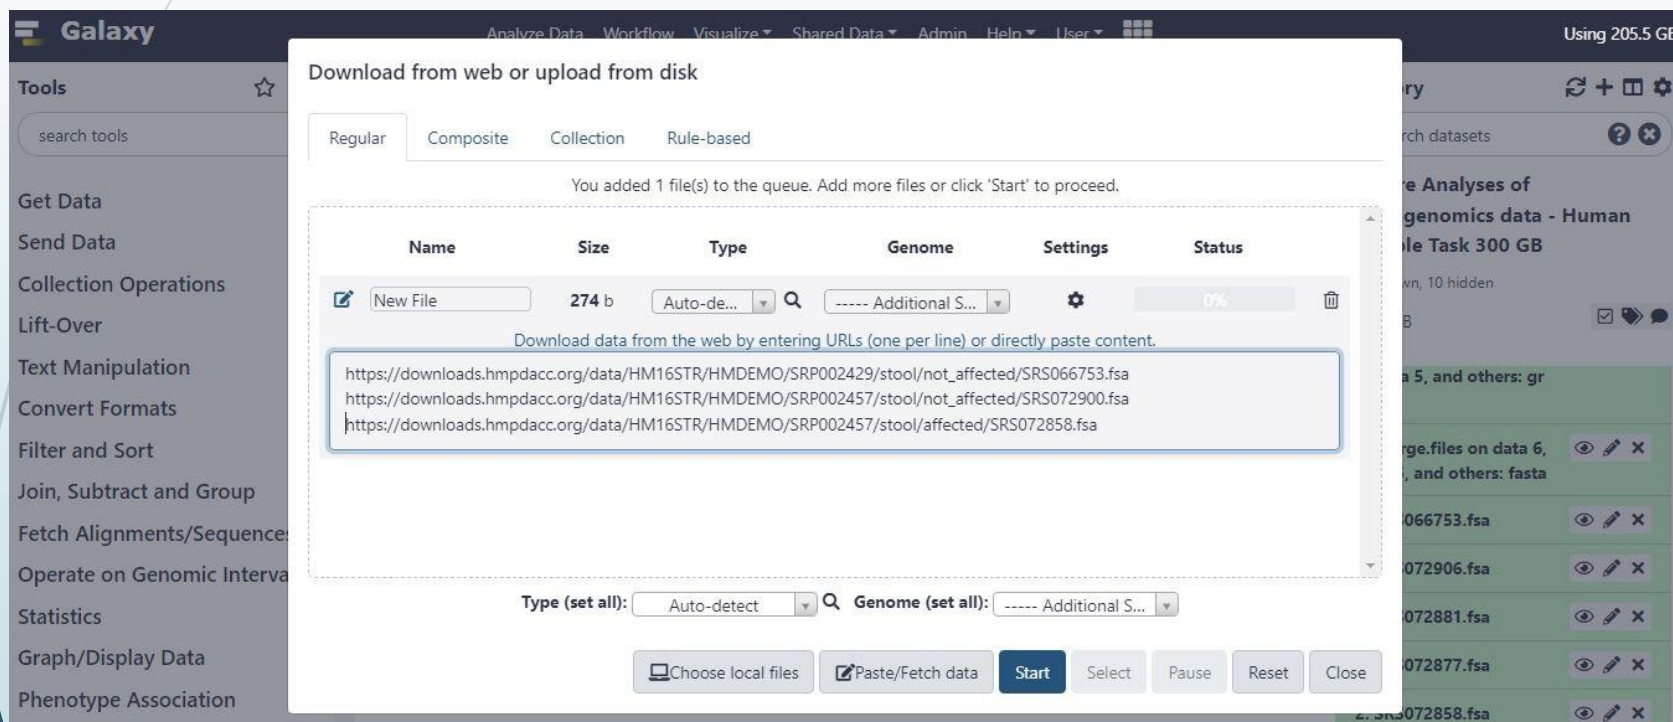 Galaxy
Analyze Data Workflow Visualize Shared Data Admin Help User
Using 205.5 GB
Tools
search tools
Get Data
Send Data
Collection Operations
Lift-Over
Text Manipulation
Convert Formats
Filter and Sort
Join, Subtract and Group
Fetch Alignments/Sequences
Operate on Genomic Interva
Statistics
Graph/Display Data
Phenotype Association
Download from web or upload from disk
Regular Composite Collection Rule-based
You added 1 file(s) to the queue. Add more files or click 'Start' to proceed.
Name Size Type Genome Settings Status
New File 274 b Auto-de... ----- Additional S... 0%
Download data from the web by entering URLs (one per line) or directly paste content.
https://downloads.hmpdacc.org/data/HM16STR/HMDEMO/SRP002429/stool/not_affected/SRS066753.fsa
https://downloads.hmpdacc.org/data/HM16STR/HMDEMO/SRP002457/stool/not_affected/SRS072900.fsa
https://downloads.hmpdacc.org/data/HM16STR/HMDEMO/SRP002457/stool/affected/SRS072858.fsa
Type (set all): Auto-detect Genome (set all): ----- Additional S...
Choose local files Paste/Fetch data Start Select Pause Reset Close
ry
rch datasets
re Analyses of
genomics data - Human
le Task 300 GB
wn, 10 hidden
B
a 5, and others: gr
rge.files on data 6,
, and others: fasta
066753.fsa
072906.fsa
072881.fsa
072877.fsa
2: SRS072858.fsa